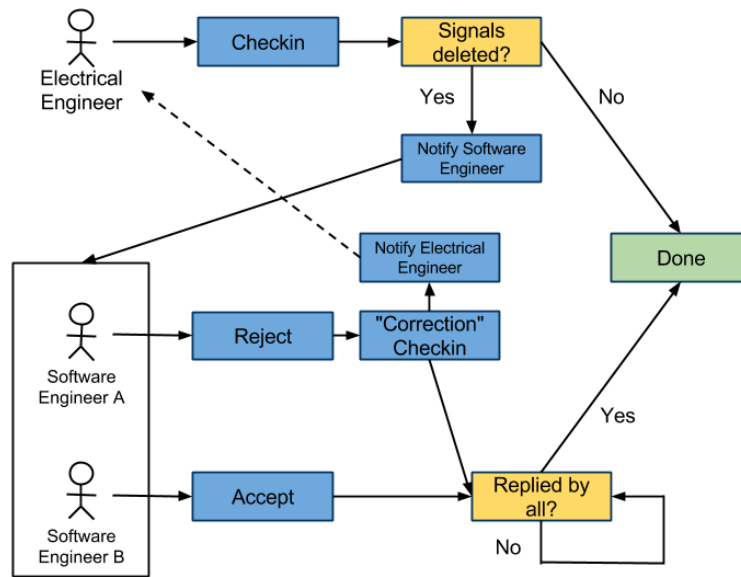 Checkin
Signals
deleted?
Electrical
Engineer
Yes
No
Notify Software
Engineer
Notify Electrical
Engineer
Done
Reject
"Correction"
Checkin
Software
Engineer A
Yes
Accept
Replied by
all?
Software
Engineer B
No